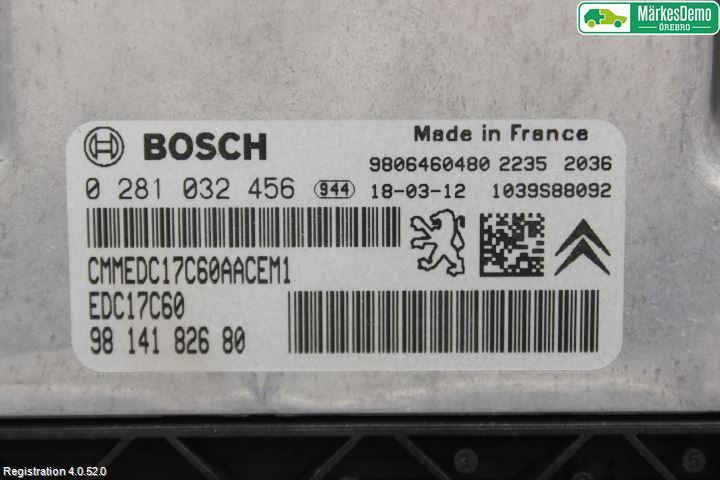 MärkesDemo
ÖREBRO
BOSCH
Made in France
9806460480 2235 2036
0 281 032 456 944 18-03-12 1039S88092
CMMEDC17C60AACEM1
EDC17C60
98 141 826 80
Registration 4.0.52.0